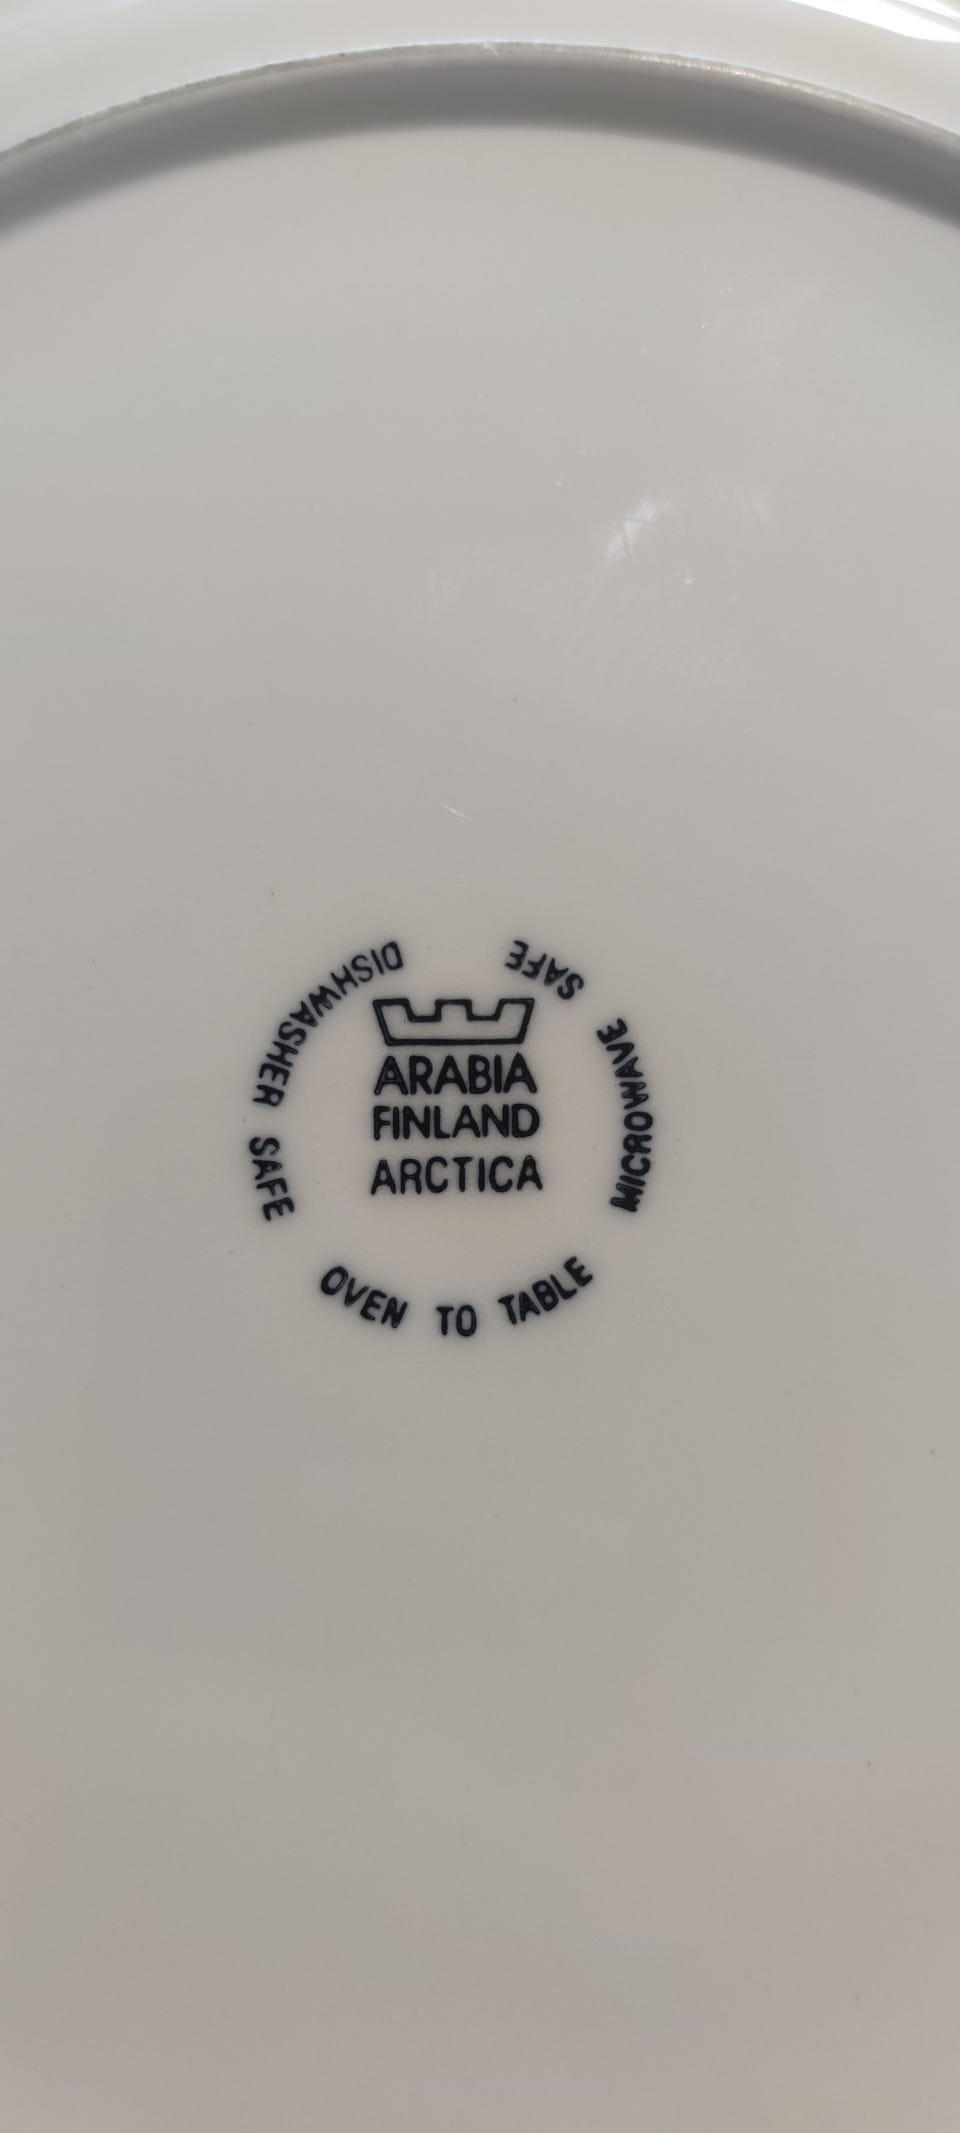 ARABIA
FINLAND
ARCTICA
DISHWASHER SAFE
OVEN TO TABLE
MICROWAVE SAFE